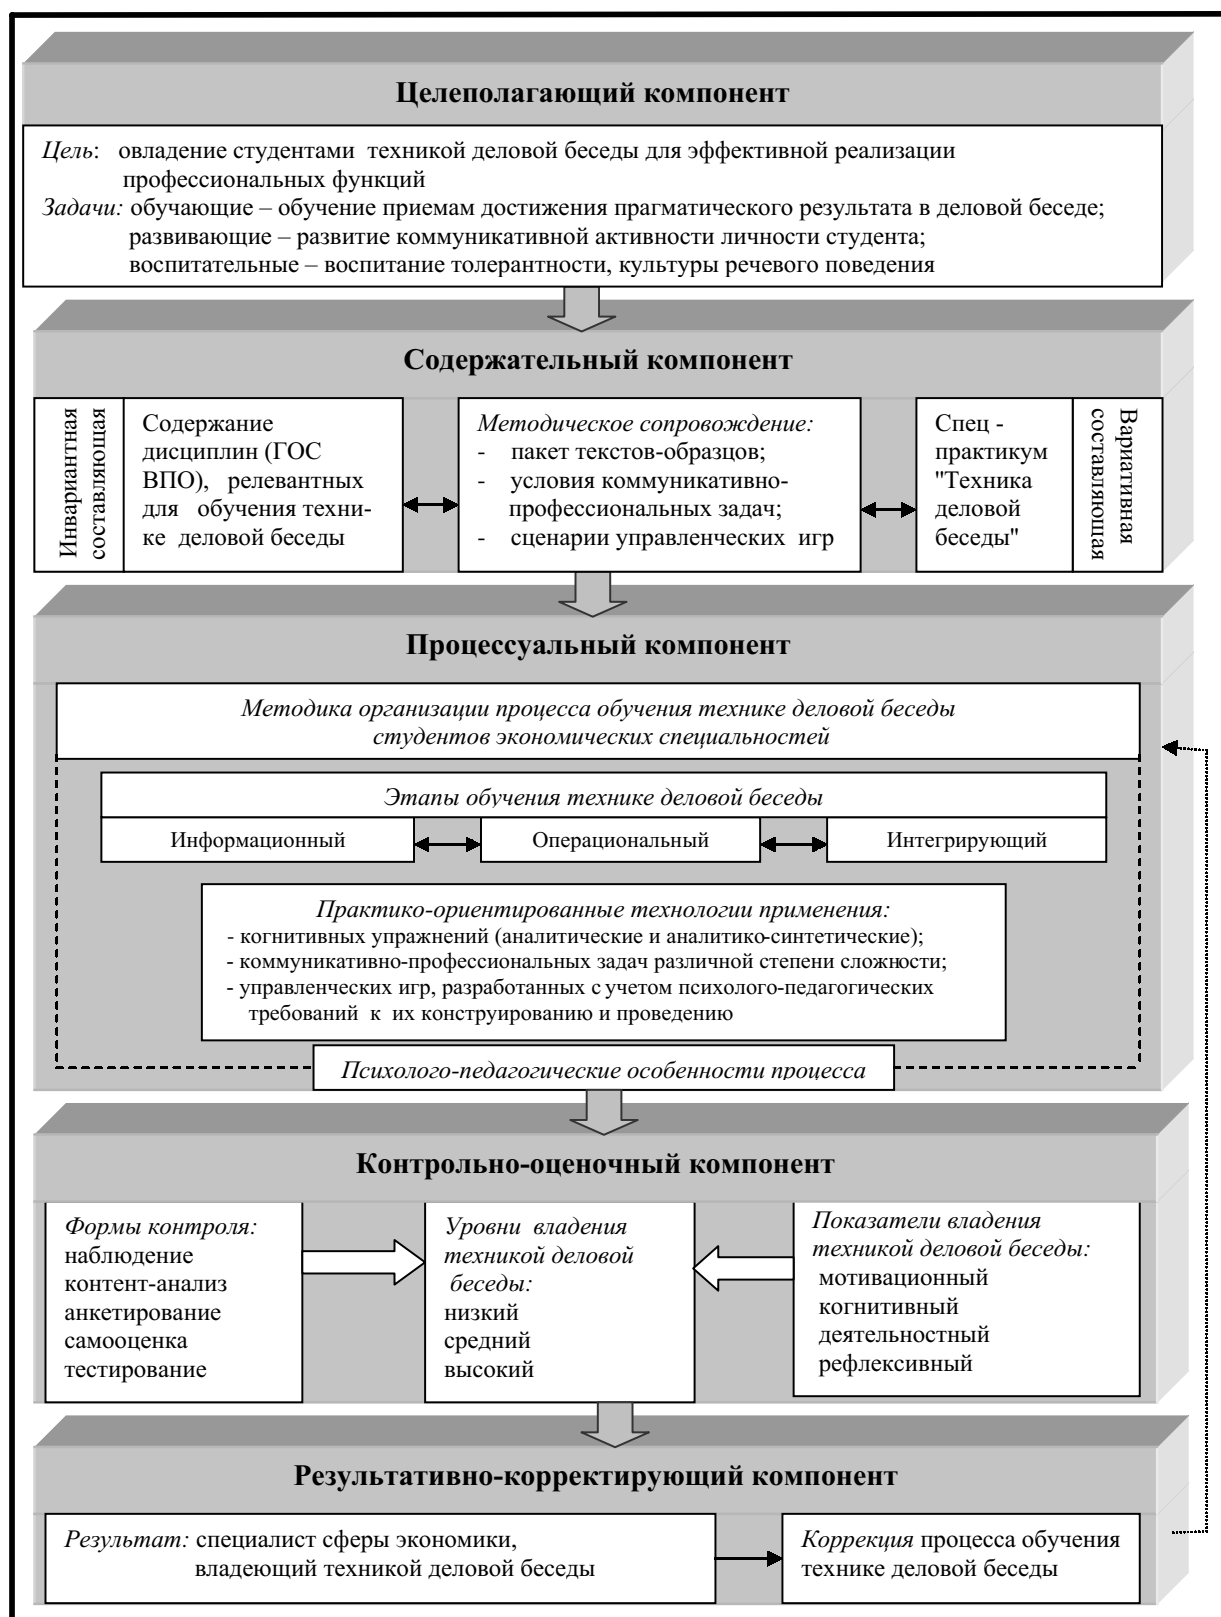 Целеполагающий компонент
Цель: овладение студентами техникой деловой беседы для эффективной реализации
профессиональных функций
Задачи: обучающие – обучение приемам достижения прагматического результата в деловой беседе;
развивающие – развитие коммуникативной активности личности студента;
воспитательные – воспитание толерантности, культуры речевого поведения
Содержательный компонент
Инвариантная
составляющая
Содержание
дисциплин (ГОС
ВПО), релевантных
для обучения техни-
ке деловой беседы
Методическое сопровождение:
- пакет текстов-образцов;
- условия коммуникативно-
профессиональных задач;
- сценарии управленческих игр
Спец -
практикум
"Техника
деловой
беседы"
Вариативная
составляющая
Процессуальный компонент
Методика организации процесса обучения технике деловой беседы
студентов экономических специальностей
Этапы обучения технике деловой беседы
Информационный
Операциональный
Интегрирующий
Практико-ориентированные технологии применения:
- когнитивных упражнений (аналитические и аналитико-синтетические);
- коммуникативно-профессиональных задач различной степени сложности;
- управленческих игр, разработанных с учетом психолого-педагогических
требований к их конструированию и проведению
Психолого-педагогические особенности процесса
Контрольно-оценочный компонент
Формы контроля:
наблюдение
контент-анализ
анкетирование
самооценка
тестирование
Уровни владения
техникой деловой
беседы:
низкий
средний
высокий
Показатели владения
техникой деловой беседы:
мотивационный
когнитивный
деятельностный
рефлексивный
Результативно-корректирующий компонент
Результат: специалист сферы экономики,
владеющий техникой деловой беседы
Коррекция процесса обучения
технике деловой беседы